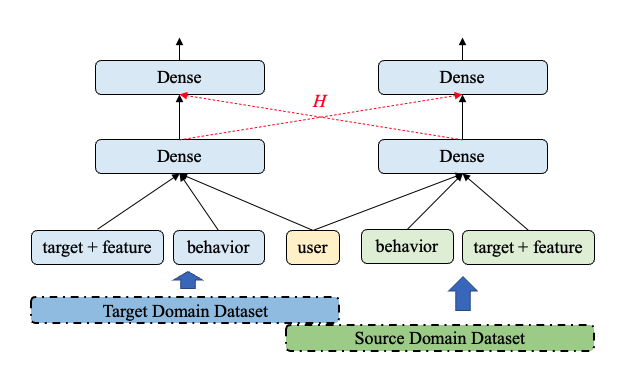 Dense
Dense
H
Dense
Dense
target + feature
behavior
user
behavior
target + feature
Target Domain Dataset
Source Domain Dataset